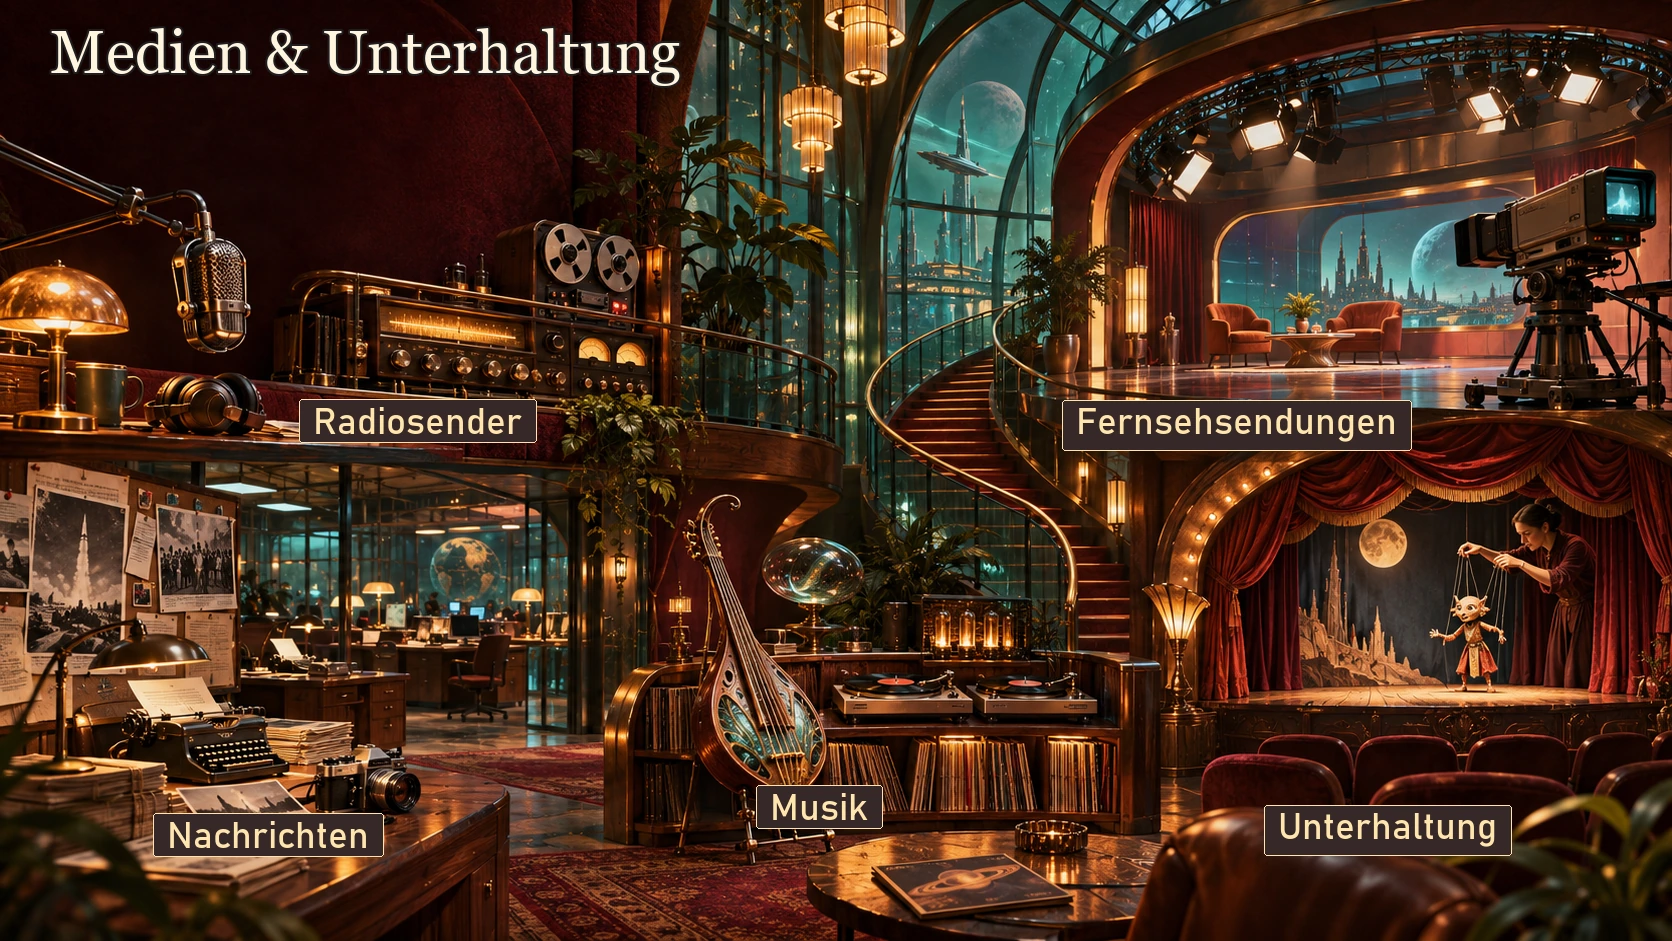 Medien & Unterhaltung
Radiosender
Fernsehsendungen
Nachrichten
Musik
Unterhaltung